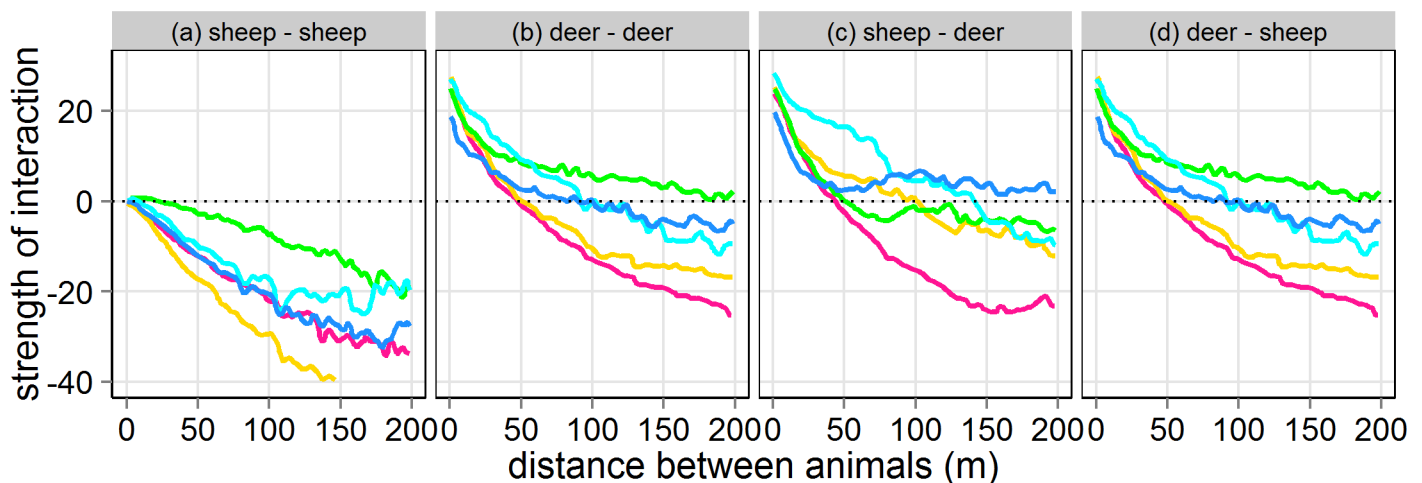 (a) sheep - sheep
(b) deer - deer
(c) sheep - deer
(d) deer - sheep
strength of interaction
20
0
-20
-40
0 50 100 150 200
0 50 100 150 200
0 50 100 150 200
0 50 100 150 200
distance between animals (m)